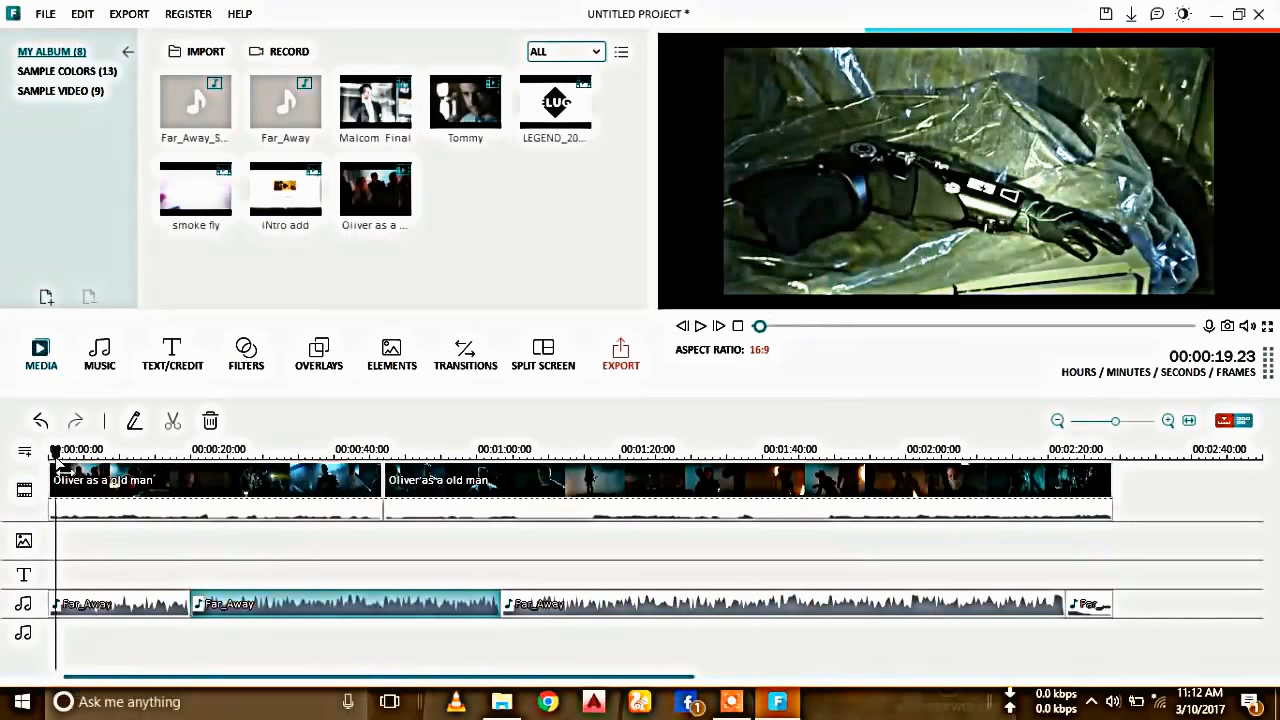 FILE EDIT EXPORT REGISTER HELP UNTITLED PROJECT *
MY ALBUM (8)
SAMPLE COLORS (13)
SAMPLE VIDEO (9)
IMPORT RECORD ALL
Far_Away_S... Far_Away Malcom Final Tommy LEGEND_20...
smoke fly iNtro add Oliver as a ...
ASPECT RATIO: 16:9
00:00:19.23
HOURS / MINUTES / SECONDS / FRAMES
MEDIA MUSIC TEXT/CREDIT FILTERS OVERLAYS ELEMENTS TRANSITIONS SPLIT SCREEN EXPORT
00:00:00:00 00:00:20:00 00:00:40:00 00:01:00:00 00:01:20:00 00:01:40:00 00:02:00:00 00:02:20:00 00:02:40:00
Oliver as a old man Oliver as a old man
T
Far_Away Far_Away Far_Away Far_...
Ask me anything
0.0 kbps
0.0 kbps
11:12 AM
3/10/2017